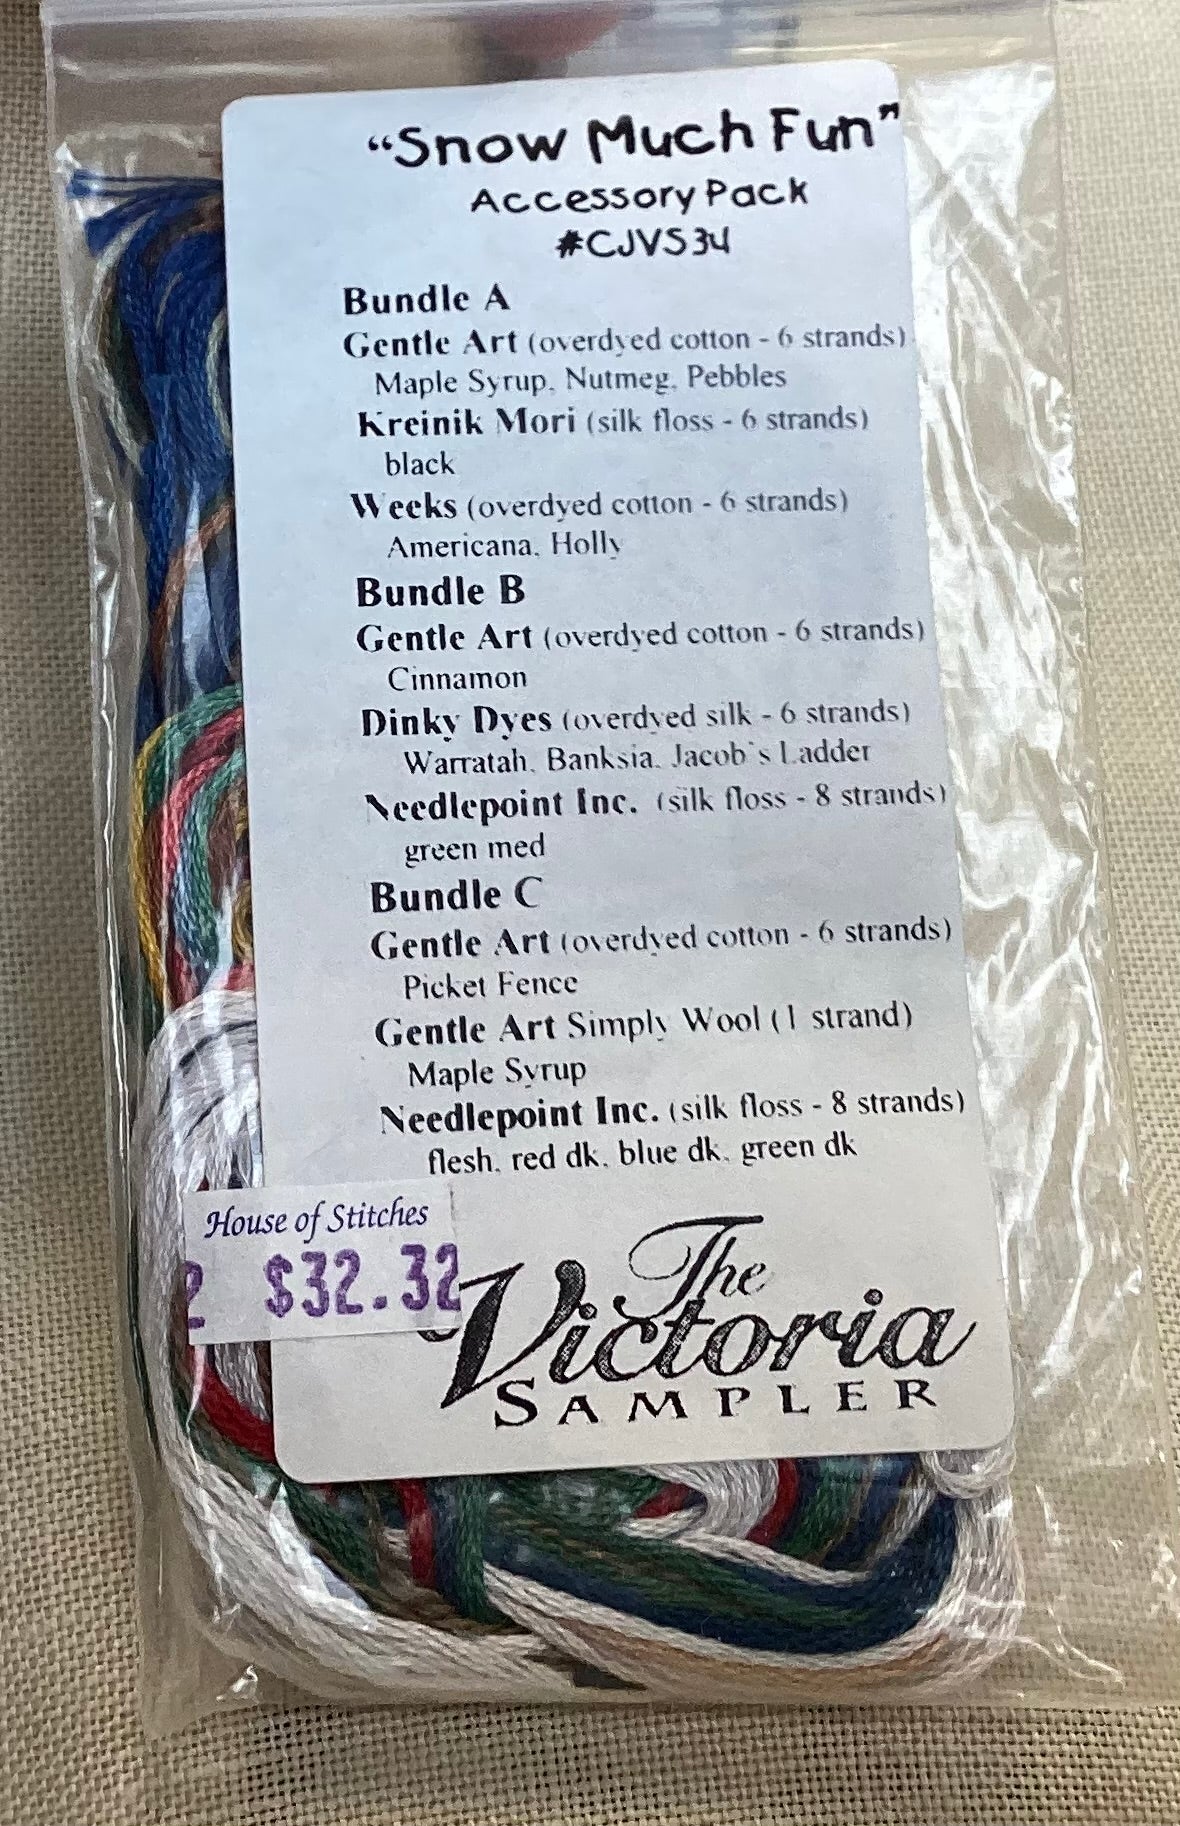 “Snow Much Fun”
Accessory Pack
#CJVS34
Bundle A
Gentle Art (overdyed cotton - 6 strands)
Maple Syrup, Nutmeg, Pebbles
Kreinik Mori (silk floss - 6 strands)
black
Weeks (overdyed cotton - 6 strands)
Americana, Holly
Bundle B
Gentle Art (overdyed cotton - 6 strands)
Cinnamon
Dinky Dyes (overdyed silk - 6 strands)
Warratah, Banksia, Jacob's Ladder
Needlepoint Inc. (silk floss - 8 strands)
green med
Bundle C
Gentle Art (overdyed cotton - 6 strands)
Picket Fence
Gentle Art Simply Wool (1 strand)
Maple Syrup
Needlepoint Inc. (silk floss - 8 strands)
flesh, red dk, blue dk, green dk
House of Stitches
2 $32.32
The
Victoria
SAMPLER